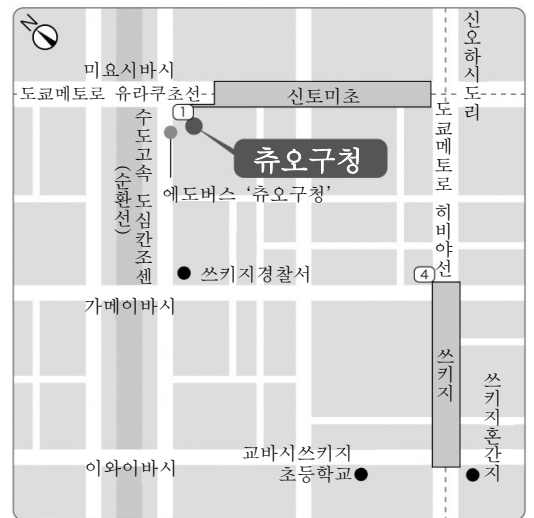 N
미요시바시
도쿄메토로 유라쿠초선
신토미초
신오하시도리
1
츄오구청
에도버스 ‘츄오구청’
수도고속 도심칸조센
(순환선)
도쿄메토로 히비야선
쓰키지경찰서
4
가메이바시
쓰키지
쓰키지혼간지
교바시쓰키지
초등학교
이와이바시